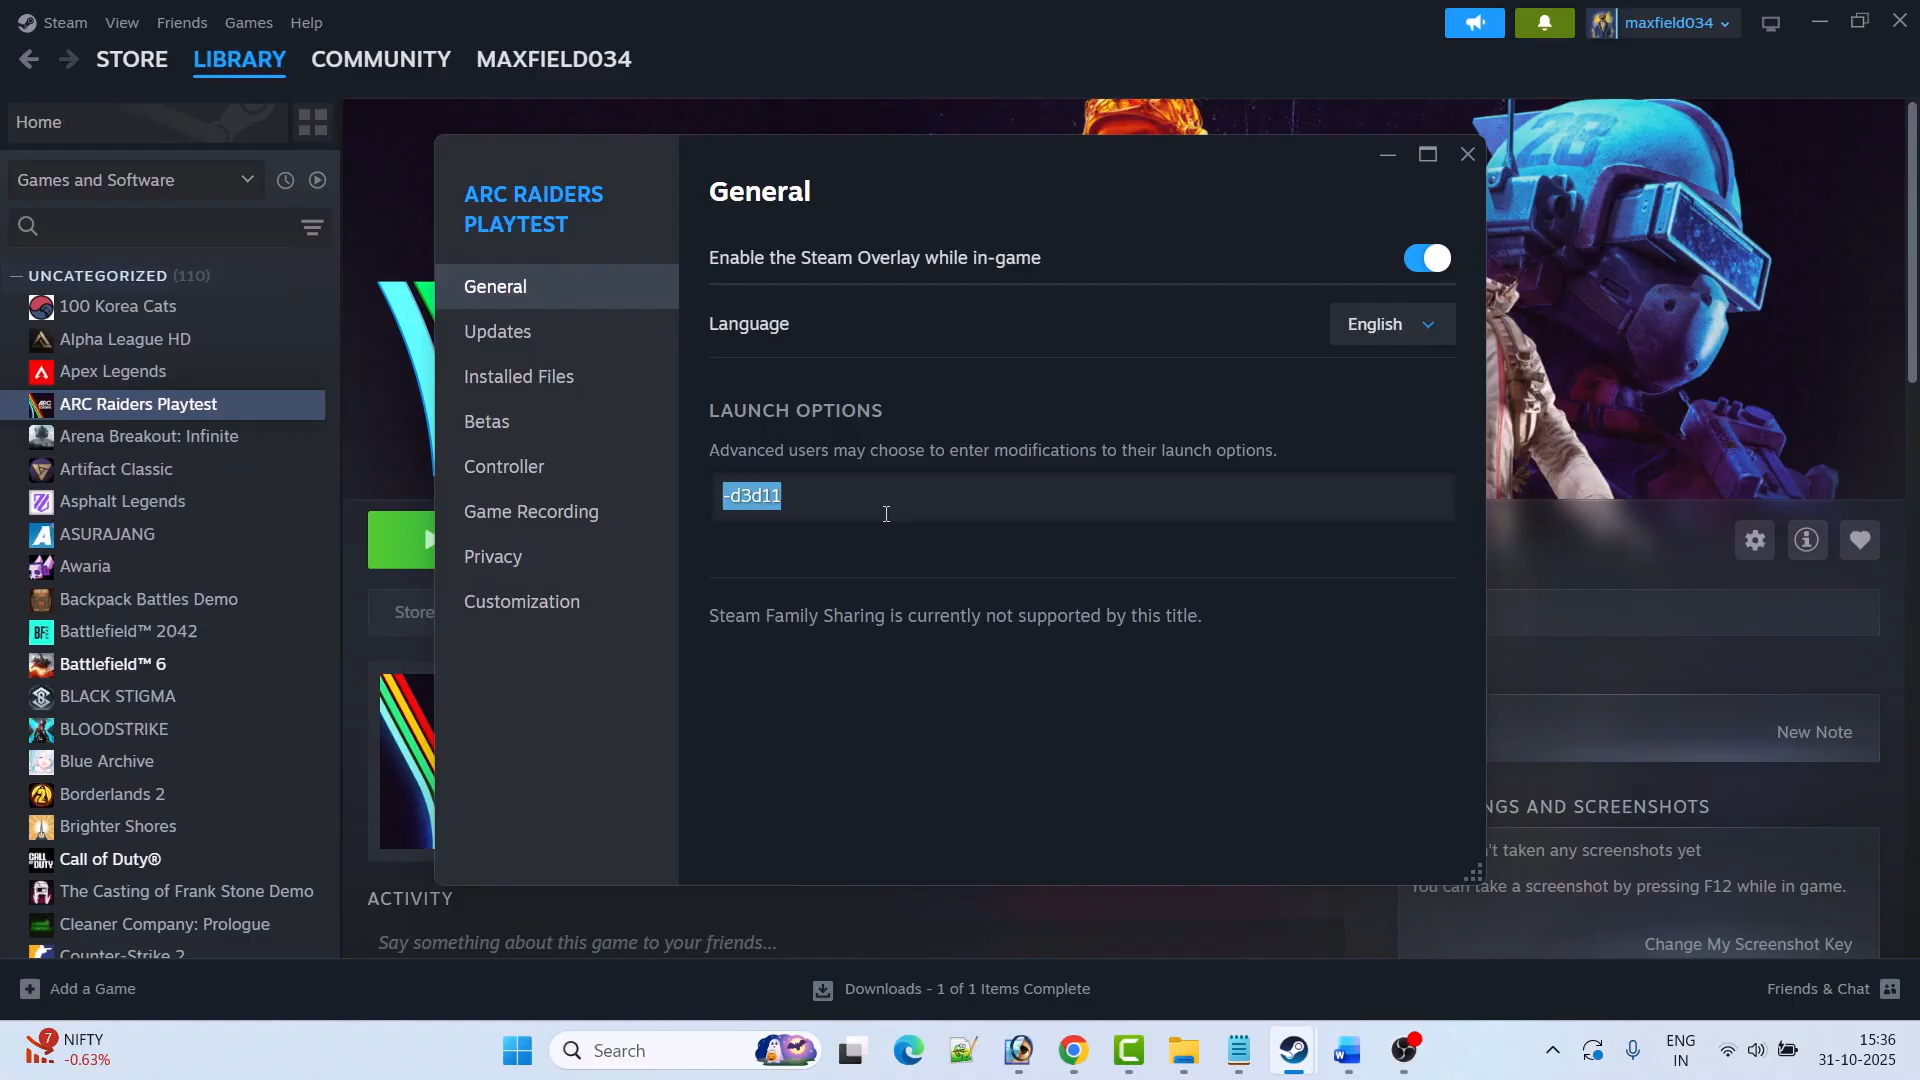 Steam View Friends Games Help
maxfield034
STORE LIBRARY COMMUNITY MAXFIELD034
Home
Games and Software
UNCATEGORIZED (110)
100 Korea Cats
Alpha League HD
Apex Legends
ARC Raiders Playtest
Arena Breakout: Infinite
Artifact Classic
Asphalt Legends
ASURAJANG
Awaria
Backpack Battles Demo
Battlefield™ 2042
Battlefield™ 6
BLACK STIGMA
BLOODSTRIKE
Blue Archive
Borderlands 2
Brighter Shores
Call of Duty®
The Casting of Frank Stone Demo
Cleaner Company: Prologue
Counter-Strike 2
ARC RAIDERS
PLAYTEST
General
Updates
Installed Files
Betas
Controller
Game Recording
Privacy
Customization
General
Enable the Steam Overlay while in-game
Language English
LAUNCH OPTIONS
Advanced users may choose to enter modifications to their launch options.
-d3d11
Steam Family Sharing is currently not supported by this title.
28
Store
New Note
NGS AND SCREENSHOTS
't taken any screenshots yet
You can take a screenshot by pressing F12 while in game.
Change My Screenshot Key
ACTIVITY
Say something about this game to your friends...
Add a Game
Downloads - 1 of 1 Items Complete
Friends & Chat
7
NIFTY
-0.63%
Search
ENG
IN
15:36
31-10-2025